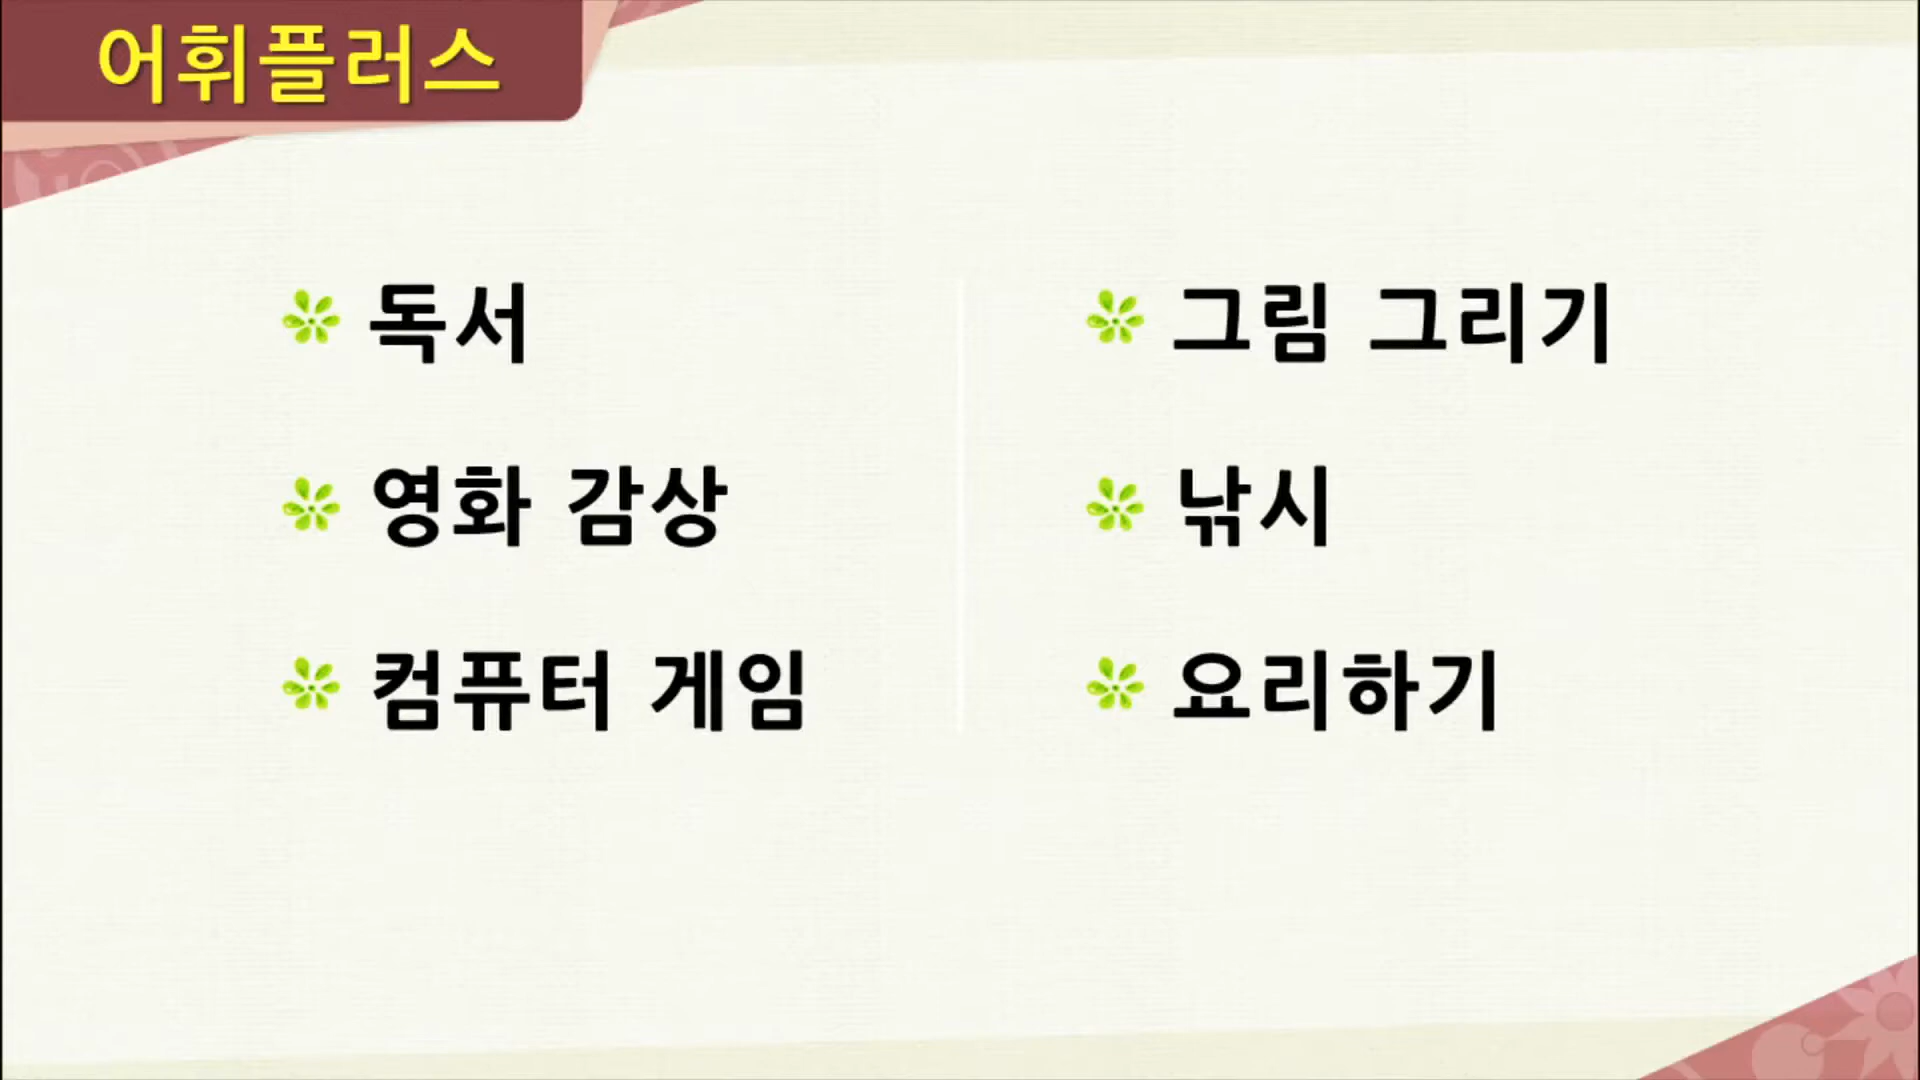 어휘플러스
독서
영화 감상
컴퓨터 게임
그림 그리기
낚시
요리하기